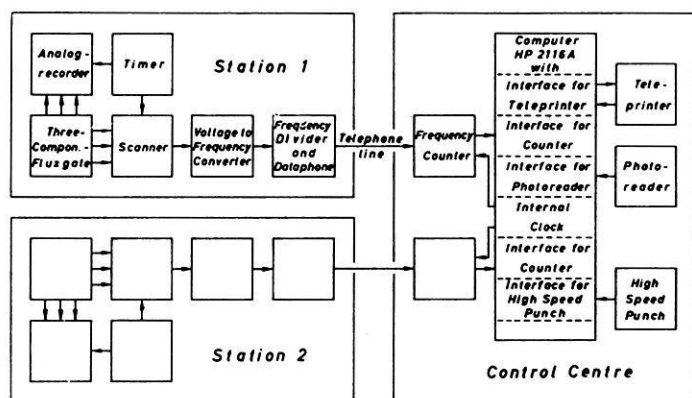 Analog-
recorder
Timer
Station 1
Three-
Compon.-
Fluxgate
Scanner
Voltage to
Frequency
Converter
Frequency
Divider
and
Dataphone
Telephone
line
Frequency
Counter
Computer
HP 2116A
with
Interface for
Teleprinter
Interface for
Counter
Interface for
Photoreader
Internal
Clock
Interface for
Counter
Interface for
High Speed
Punch
Tele-
printer
Photo-
reader
High
Speed
Punch
Station 2
Control Centre